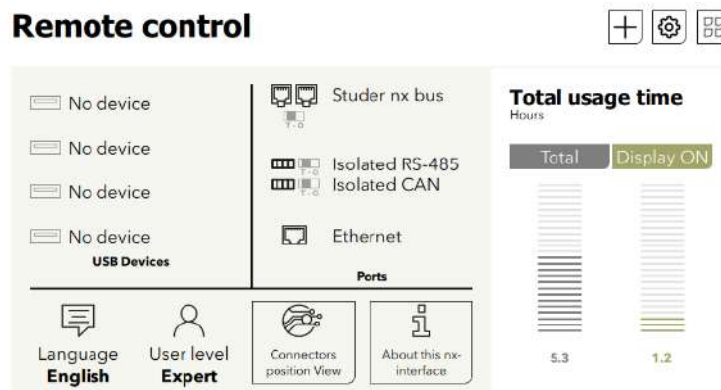 Remote control
No device
No device
No device
No device
USB Devices
Studer nx bus
T - O
Isolated RS-485
T - O
Isolated CAN
T - O
Ethernet
Ports
Language
English
User level
Expert
Connectors
position View
About this nx-
interface
Total usage time
Hours
Total
Display ON
5.3
1.2